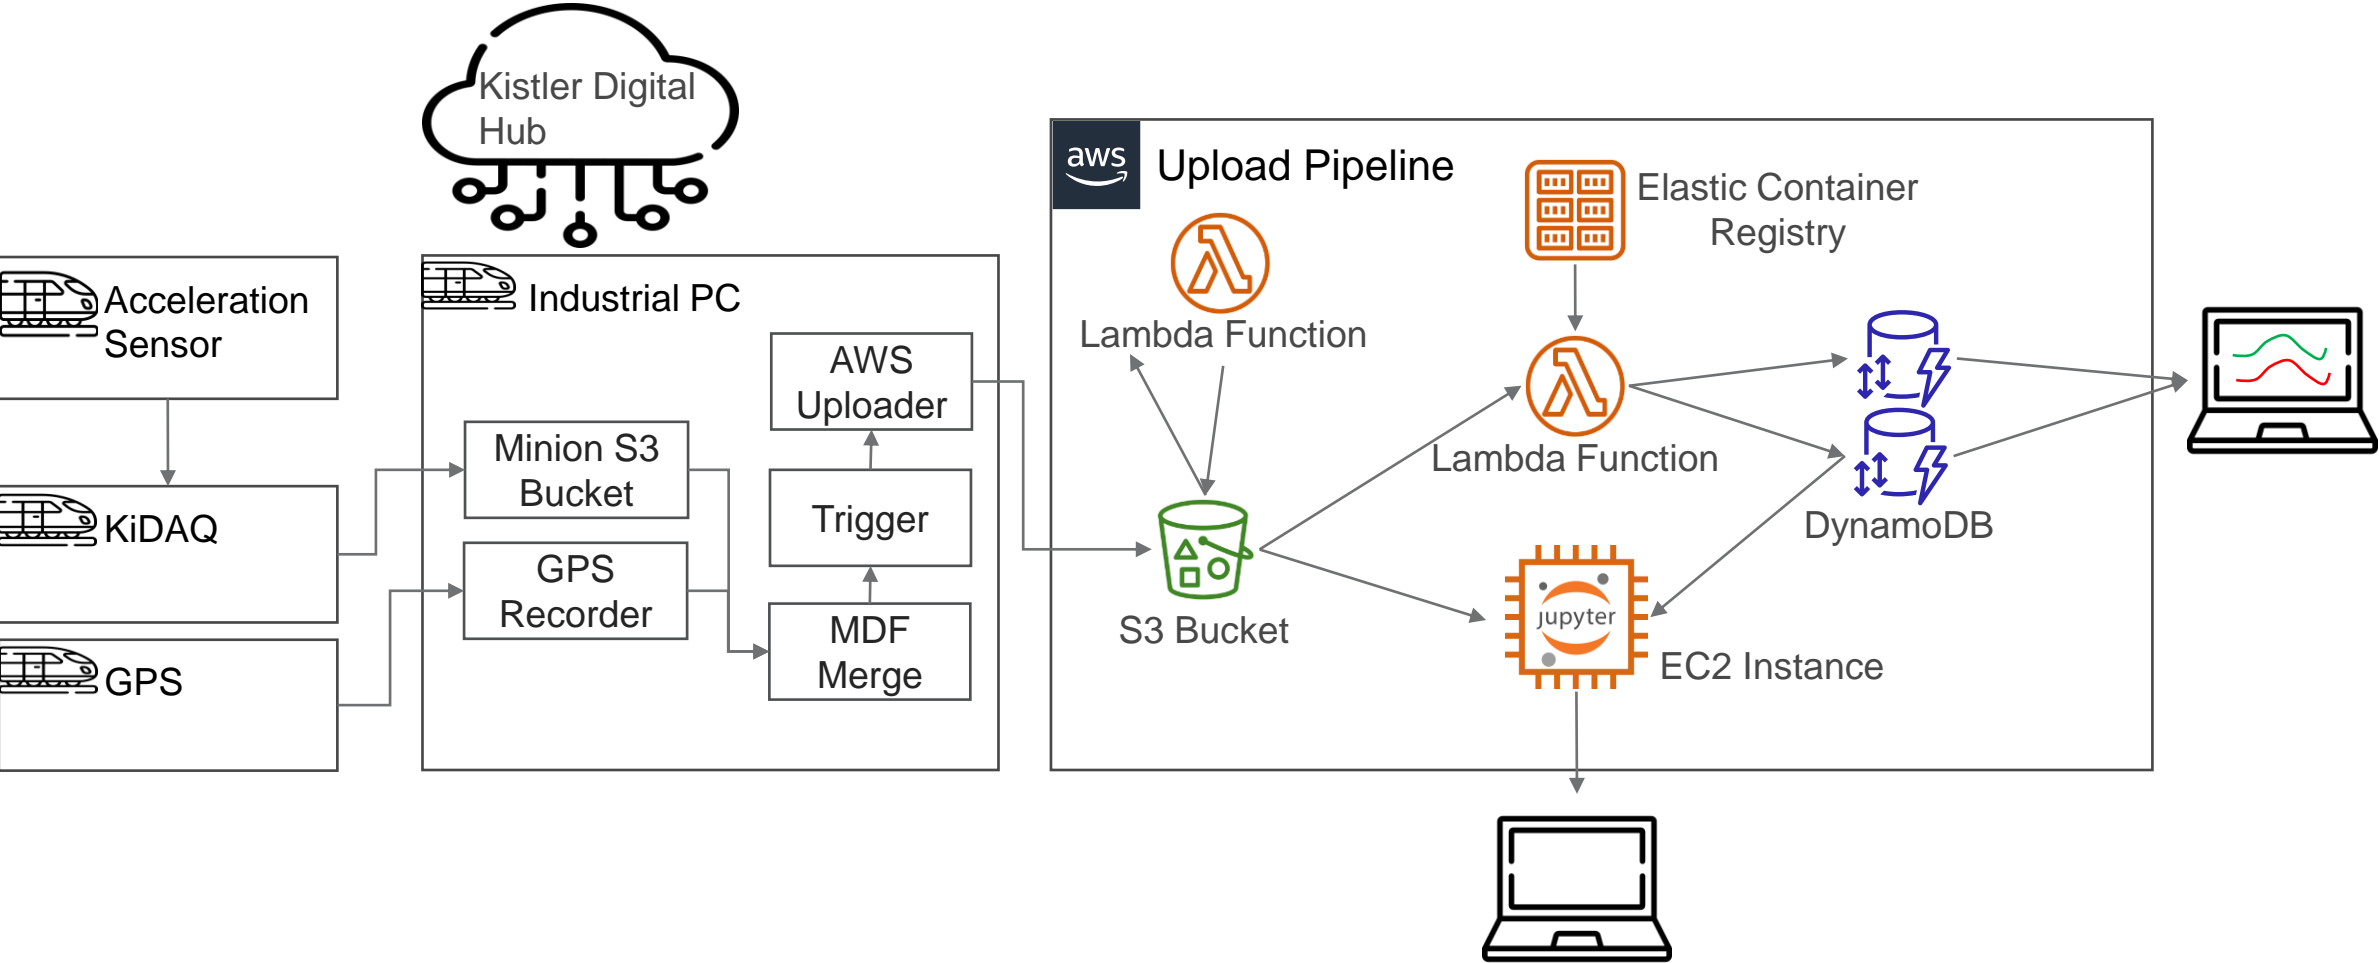 Kistler Digital
Hub
Acceleration
Sensor
KiDAQ
GPS
Industrial PC
Minion S3
Bucket
GPS
Recorder
AWS
Uploader
Trigger
MDF
Merge
aws
Upload Pipeline
Lambda Function
S3 Bucket
Elastic Container
Registry
Lambda Function
DynamoDB
jupyter
EC2 Instance